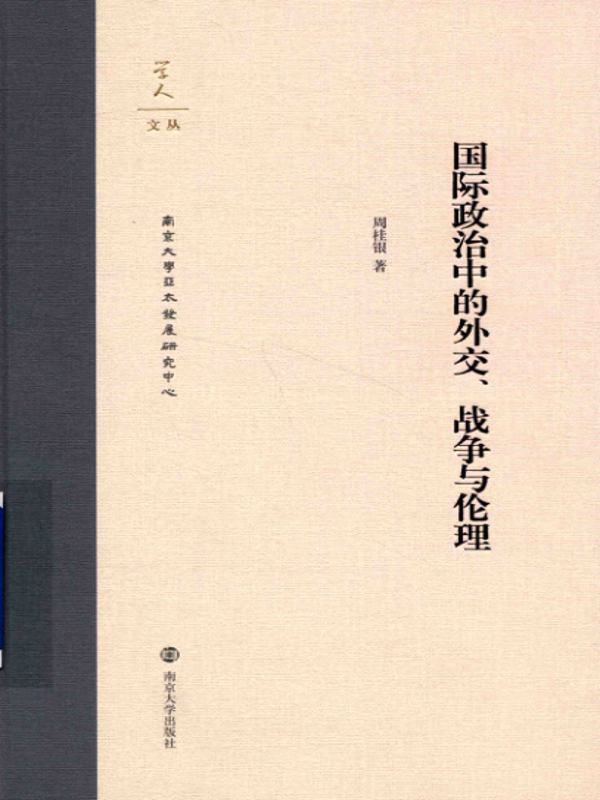 国际政治中的外交、战争与伦理
周桂银 著
学人
文丛
南京大學亞太發展研究中心
南京大学出版社